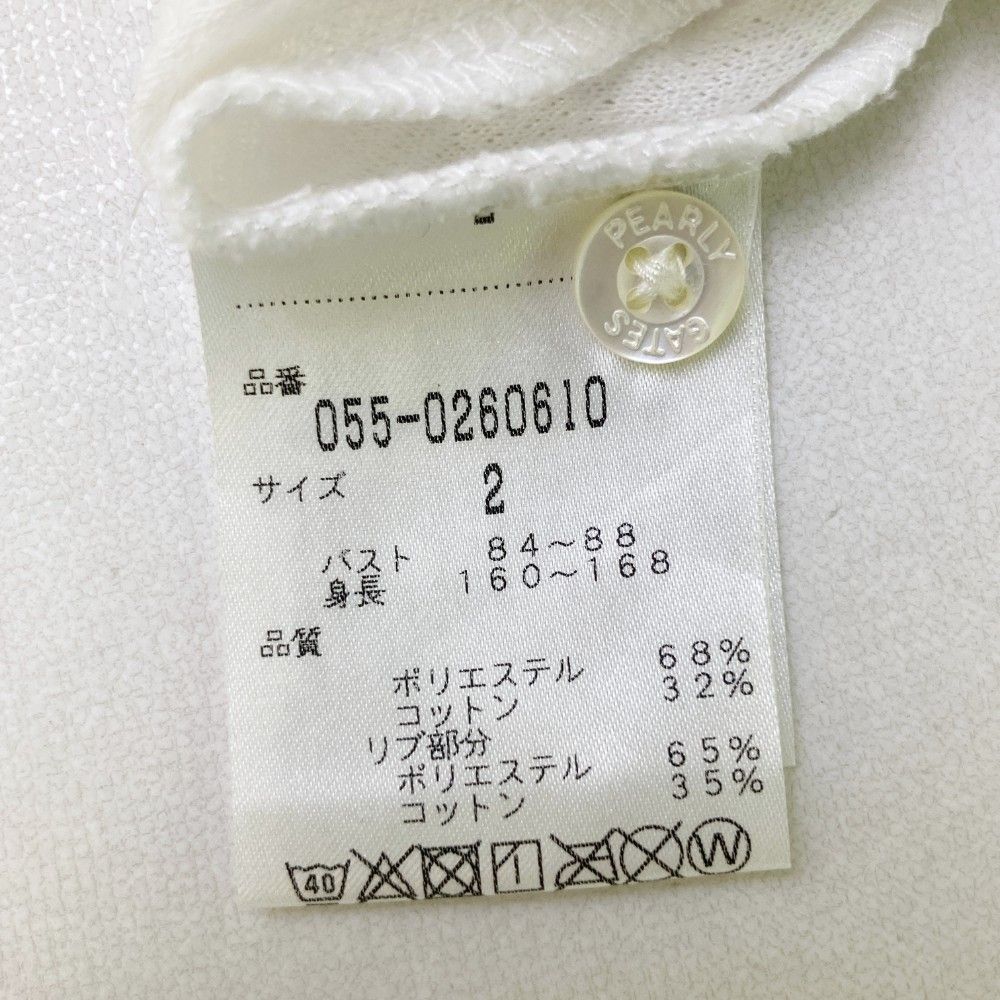 PEARLY
GATES
品番
055-0260610
サイズ 2
バスト 84~88
身長 160~168
品質
ポリエステル 68%
コットン 32%
リブ部分
ポリエステル 65%
コットン 35%
40
W